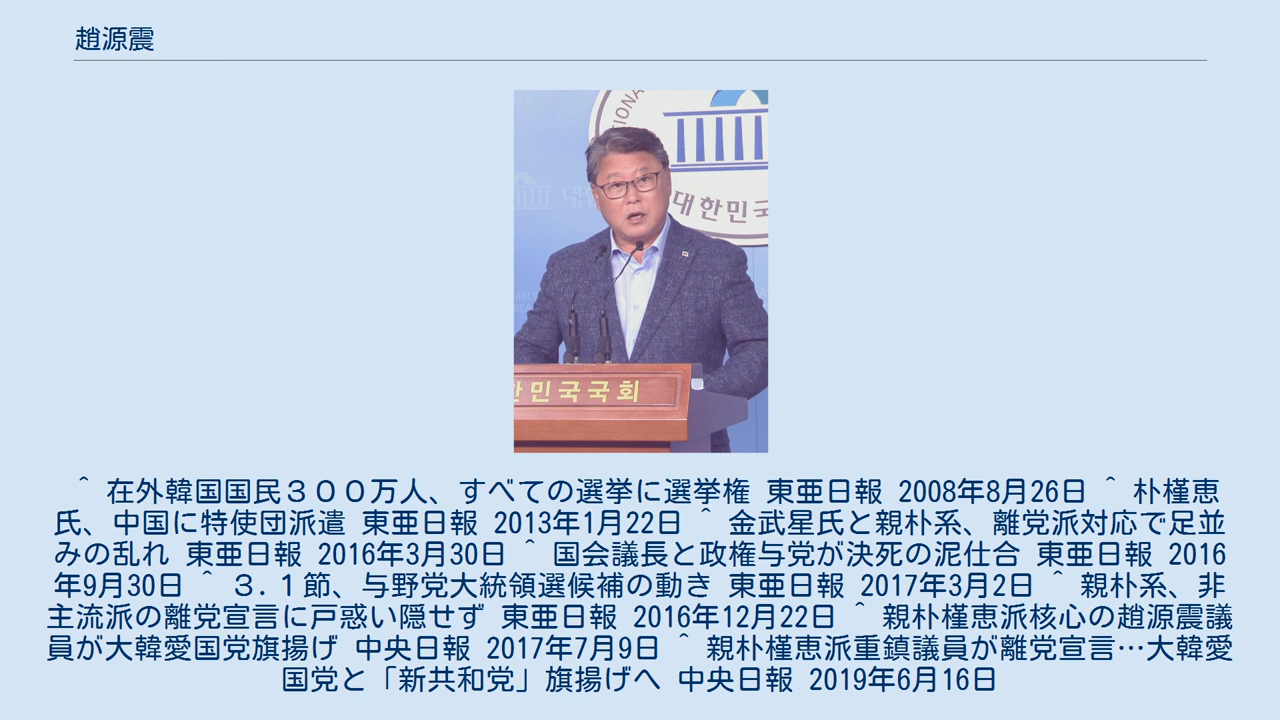 趙源震
IONA
대한민국
한민국국회
＾ 在外韓国国民３００万人、すべての選挙に選挙権 東亜日報 2008年8月26日 ＾ 朴槿恵
氏、中国に特使団派遣 東亜日報 2013年1月22日 ＾ 金武星氏と親朴系、離党派対応で足並
みの乱れ 東亜日報 2016年3月30日 ＾ 国会議長と政権与党が決死の泥仕合 東亜日報 2016
年9月30日 ＾ ３.１節、与野党大統領選候補の動き 東亜日報 2017年3月2日 ＾ 親朴系、非
主流派の離党宣言に戸惑い隠せず 東亜日報 2016年12月22日 ＾ 親朴槿恵派核心の趙源震議
員が大韓愛国党旗揚げ 中央日報 2017年7月9日 ＾ 親朴槿恵派重鎮議員が離党宣言…大韓愛
国党と「新共和党」旗揚げへ 中央日報 2019年6月16日